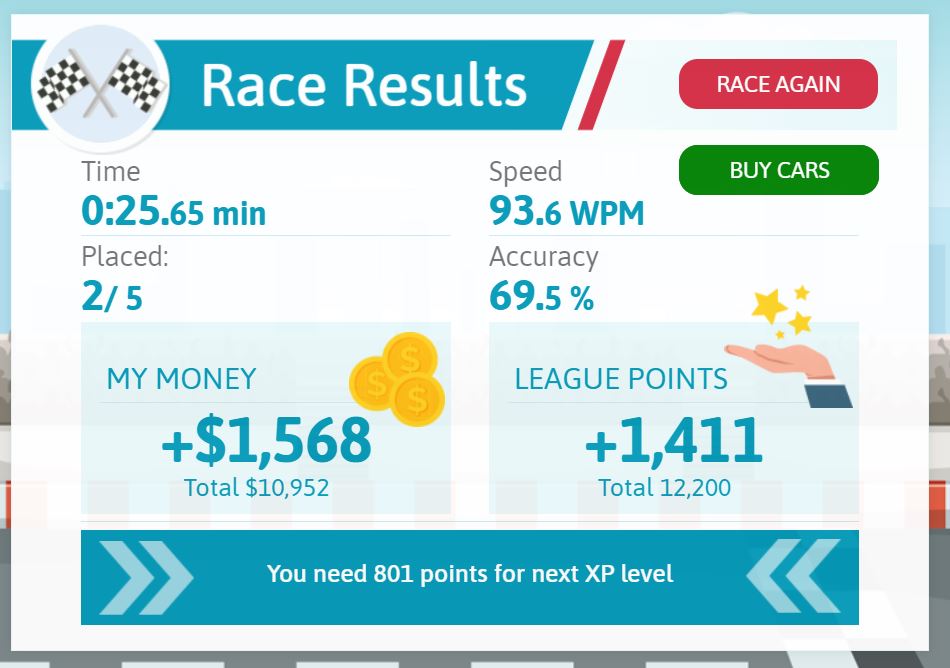 Race Results
RACE AGAIN
BUY CARS
Time
0:25.65 min
Speed
93.6 WPM
Placed:
2/ 5
Accuracy
69.5 %
MY MONEY
+$1,568
Total $10,952
LEAGUE POINTS
+1,411
Total 12,200
You need 801 points for next XP level